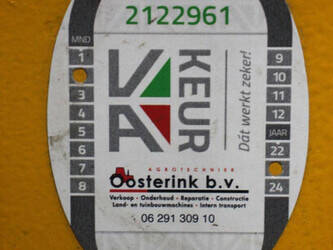 2122961
MND
1
2
3
4
5
6
7
8
VA KEUR
Dát werkt zeker!
9
10
11
12
JAAR
22
24
AGROTECHNIEK
Oosterink b.v.
Verkoop - Onderhoud - Reparatie - Constructie
Land- en tuinbouwmachines - Intern transport
06 291 309 10